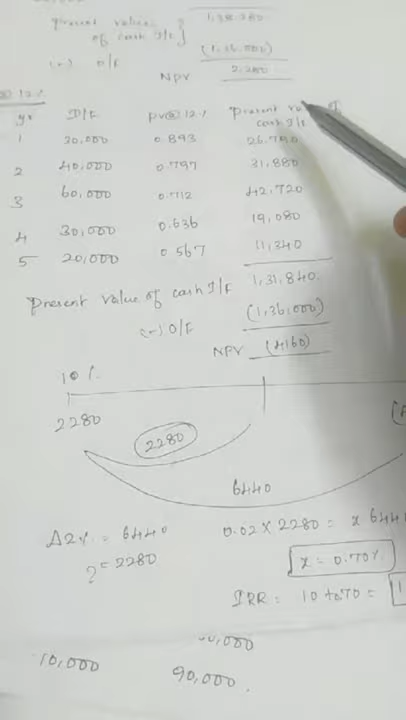 Present value
of cash I/F } 1,38,280
(-) O/F (1,36,000)
NPV 2,280
@ 12%
yr I/F PV@ 12% Present
cash I/F
1 30,000 0.893 26,790
2 40,000 0.797 31,880
3 60,000 0.712 42,720
4 30,000 0.636 19,080
5 20,000 0.567 11,340
Present value of cash I/F 1,31,840
(-) O/F (1,36,000)
NPV (4160)
10%
2280
2280
6440
Δ2% = 6440 0.02 x 2280 = x 644
? = 2280
x = 0.70%
IRR: 10 to 70 =
10,000
90,000